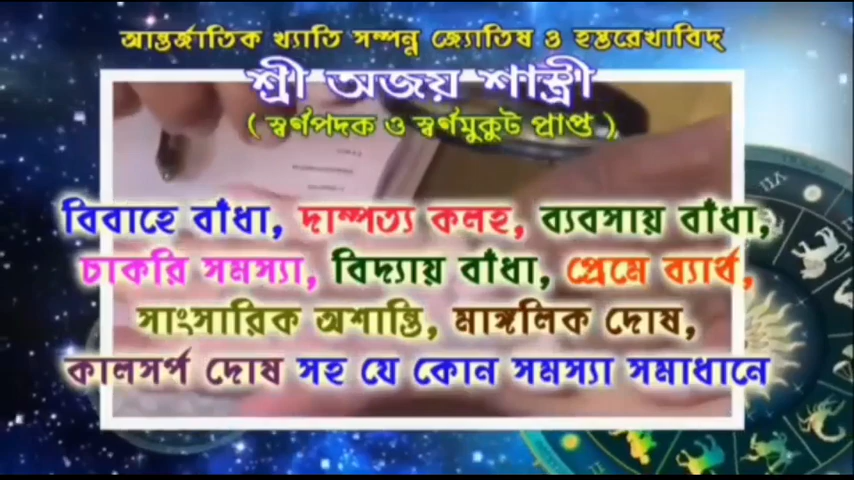 আন্তর্জাতিক খ্যাতি সম্পন্ন জ্যোতিষ ও হস্তরেখাবিদ্
শ্রী অজয় শাস্ত্রী
( স্বর্ণপদক ও স্বর্ণমুকুট প্রাপ্ত )
বিবাহে বাঁধা, দাম্পত্য কলহ, ব্যবসায় বাঁধা,
চাকরি সমস্যা, বিদ্যায় বাঁধা, প্রেমে ব্যার্থ,
সাংসারিক অশান্তি, মাঙ্গলিক দোষ,
কালসর্প দোষ সহ যে কোন সমস্যা সমাধানে